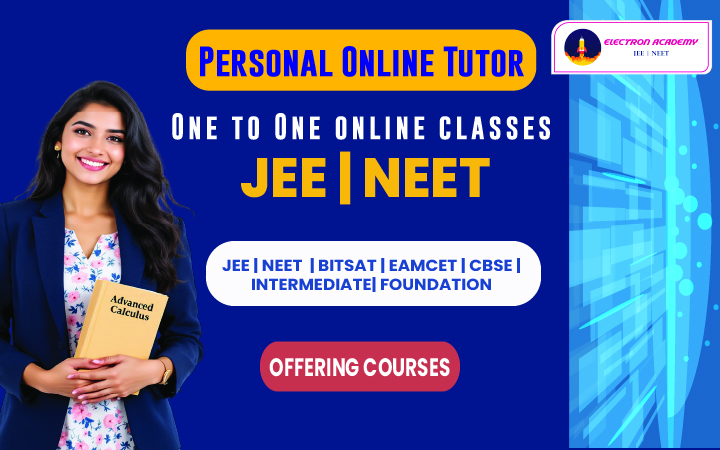 Personal Online Tutor
ELECTRON ACADEMY
JEE | NEET
One to One online classes
JEE | NEET
JEE | NEET | BITSAT | EAMCET | CBSE |
INTERMEDIATE| FOUNDATION
Advanced
Calculus
OFFERING COURSES